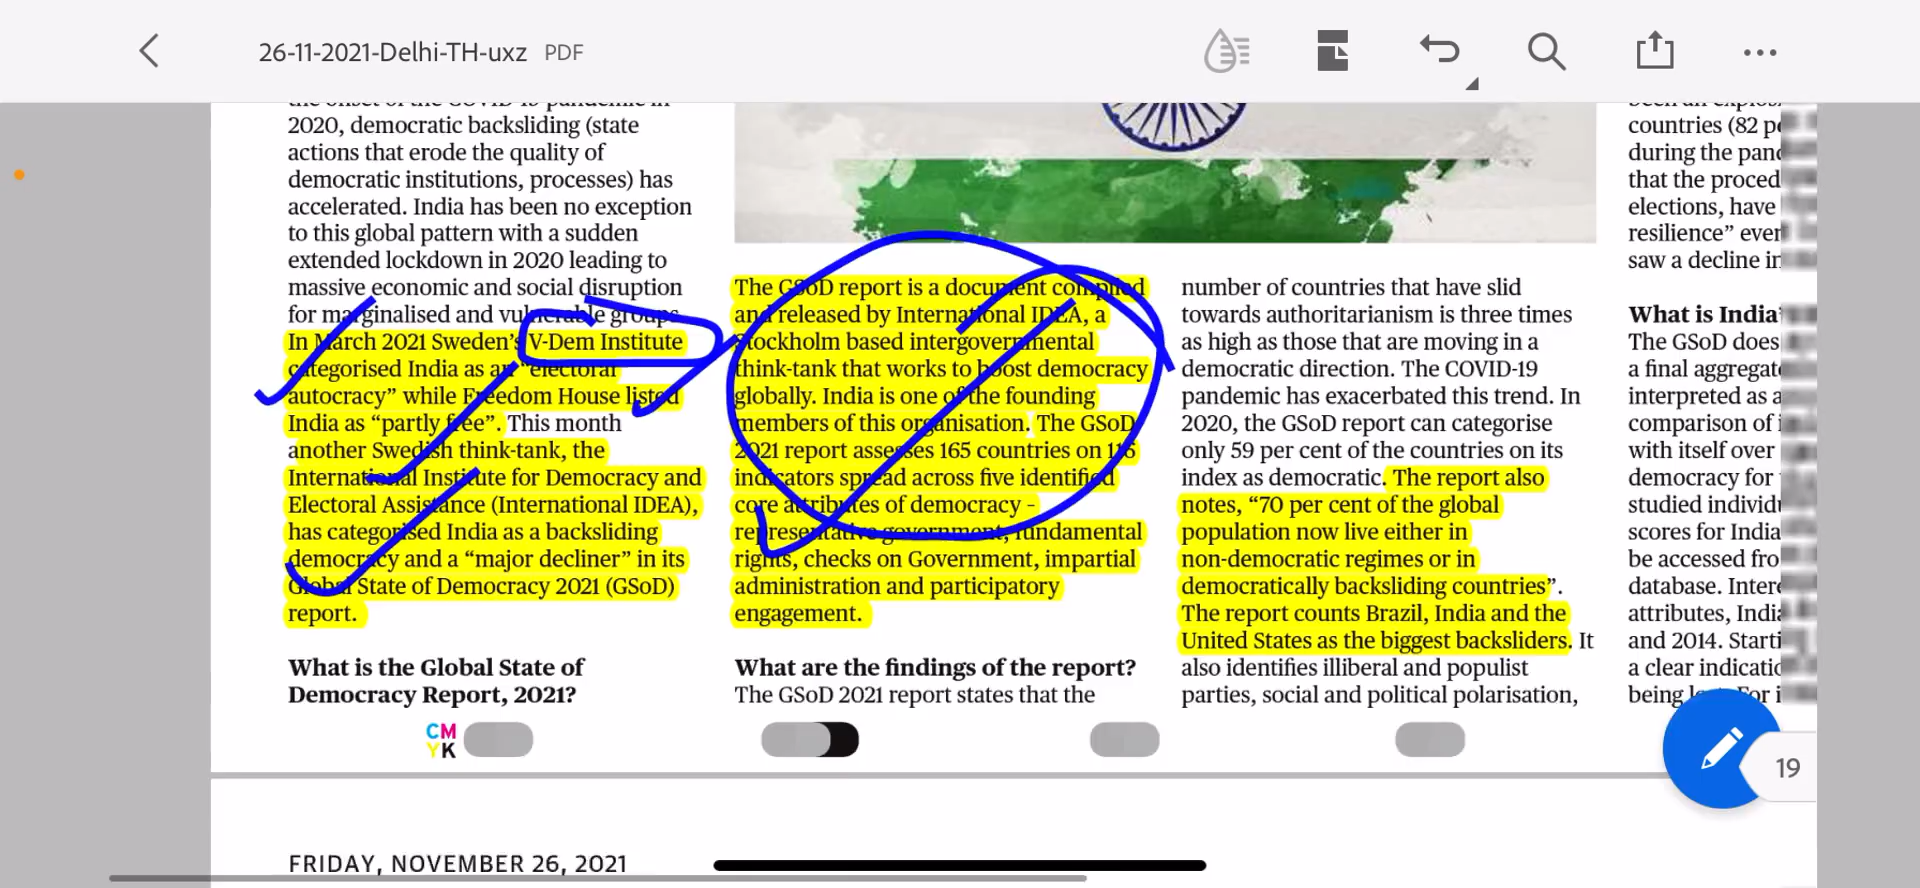 26-11-2021-Delhi-TH-uxz PDF
2020, democratic backsliding (state
actions that erode the quality of
democratic institutions, processes) has
accelerated. India has been no exception
to this global pattern with a sudden
extended lockdown in 2020 leading to
massive economic and social disruption
for marginalised and vulnerable groups.
In March 2021 Sweden's V-Dem Institute
categorised India as an "electoral
autocracy" while Freedom House listed
India as "partly free". This month
another Swedish think-tank, the
International Institute for Democracy and
Electoral Assistance (International IDEA),
has categorised India as a backsliding
democracy and a "major decliner" in its
Global State of Democracy 2021 (GSoD)
report.
What is the Global State of
Democracy Report, 2021?
The GSoD report is a document compiled
and released by International IDEA, a
Stockholm based intergovernmental
think-tank that works to boost democracy
globally. India is one of the founding
members of this organisation. The GSoD
2021 report assesses 165 countries on 116
indicators spread across five identified
core attributes of democracy -
representative government, fundamental
rights, checks on Government, impartial
administration and participatory
engagement.
What are the findings of the report?
The GSoD 2021 report states that the
number of countries that have slid
towards authoritarianism is three times
as high as those that are moving in a
democratic direction. The COVID-19
pandemic has exacerbated this trend. In
2020, the GSoD report can categorise
only 59 per cent of the countries on its
index as democratic. The report also
notes, "70 per cent of the global
population now live either in
non-democratic regimes or in
democratically backsliding countries".
The report counts Brazil, India and the
United States as the biggest backsliders. It
also identifies illiberal and populist
parties, social and political polarisation,
countries (82
during the
that the
elections, have
resilience" even
saw a decline in
What is India
The GSoD does
a final
interpreted as a
comparison of
with itself over
democracy for
studied
scores for India
be accessed
database.
attributes,
and 2014.
a clear
being For
CM
YK
19
FRIDAY, NOVEMBER 26, 2021